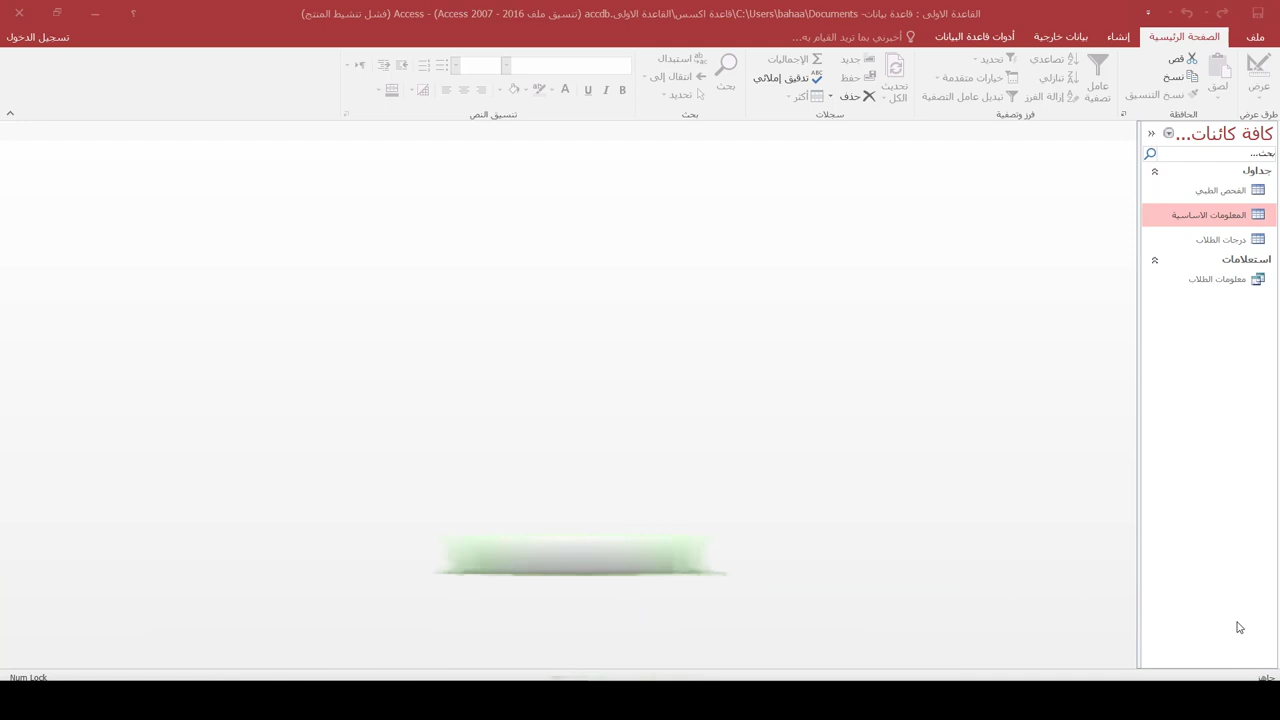 القاعدة الاولى : قاعدة بيانات- C:\Users\bahaa\Documents\قاعدة اكسس\القاعدة الاولى.accdb (تنسيق ملف Access 2007 - 2016) - Access (فشل تنشيط المنتج)
ملف
الصفحة الرئيسية
إنشاء
بيانات خارجية
أدوات قاعدة البيانات
أخبرني بما تريد القيام به...
تسجيل الدخول
عرض
طرق عرض
لصق
قص
نسخ
نسخ التنسيق
الحافظة
عامل تصفية
تصاعدي
تنازلي
إزالة الفرز
تحديد
خيارات متقدمة
تبديل عامل التصفية
فرز وتصفية
تحديث الكل
جديد
حفظ
حذف
الإجماليات
تدقيق إملائي
أكثر
سجلات
بحث
استبدال
انتقال إلى
تحديد
بحث
B I U A
تنسيق النص
كافة كائنات...
بحث...
جداول
الفحص الطبي
المعلومات الاساسية
درجات الطلاب
استعلامات
معلومات الطلاب
جاهز
Num Lock